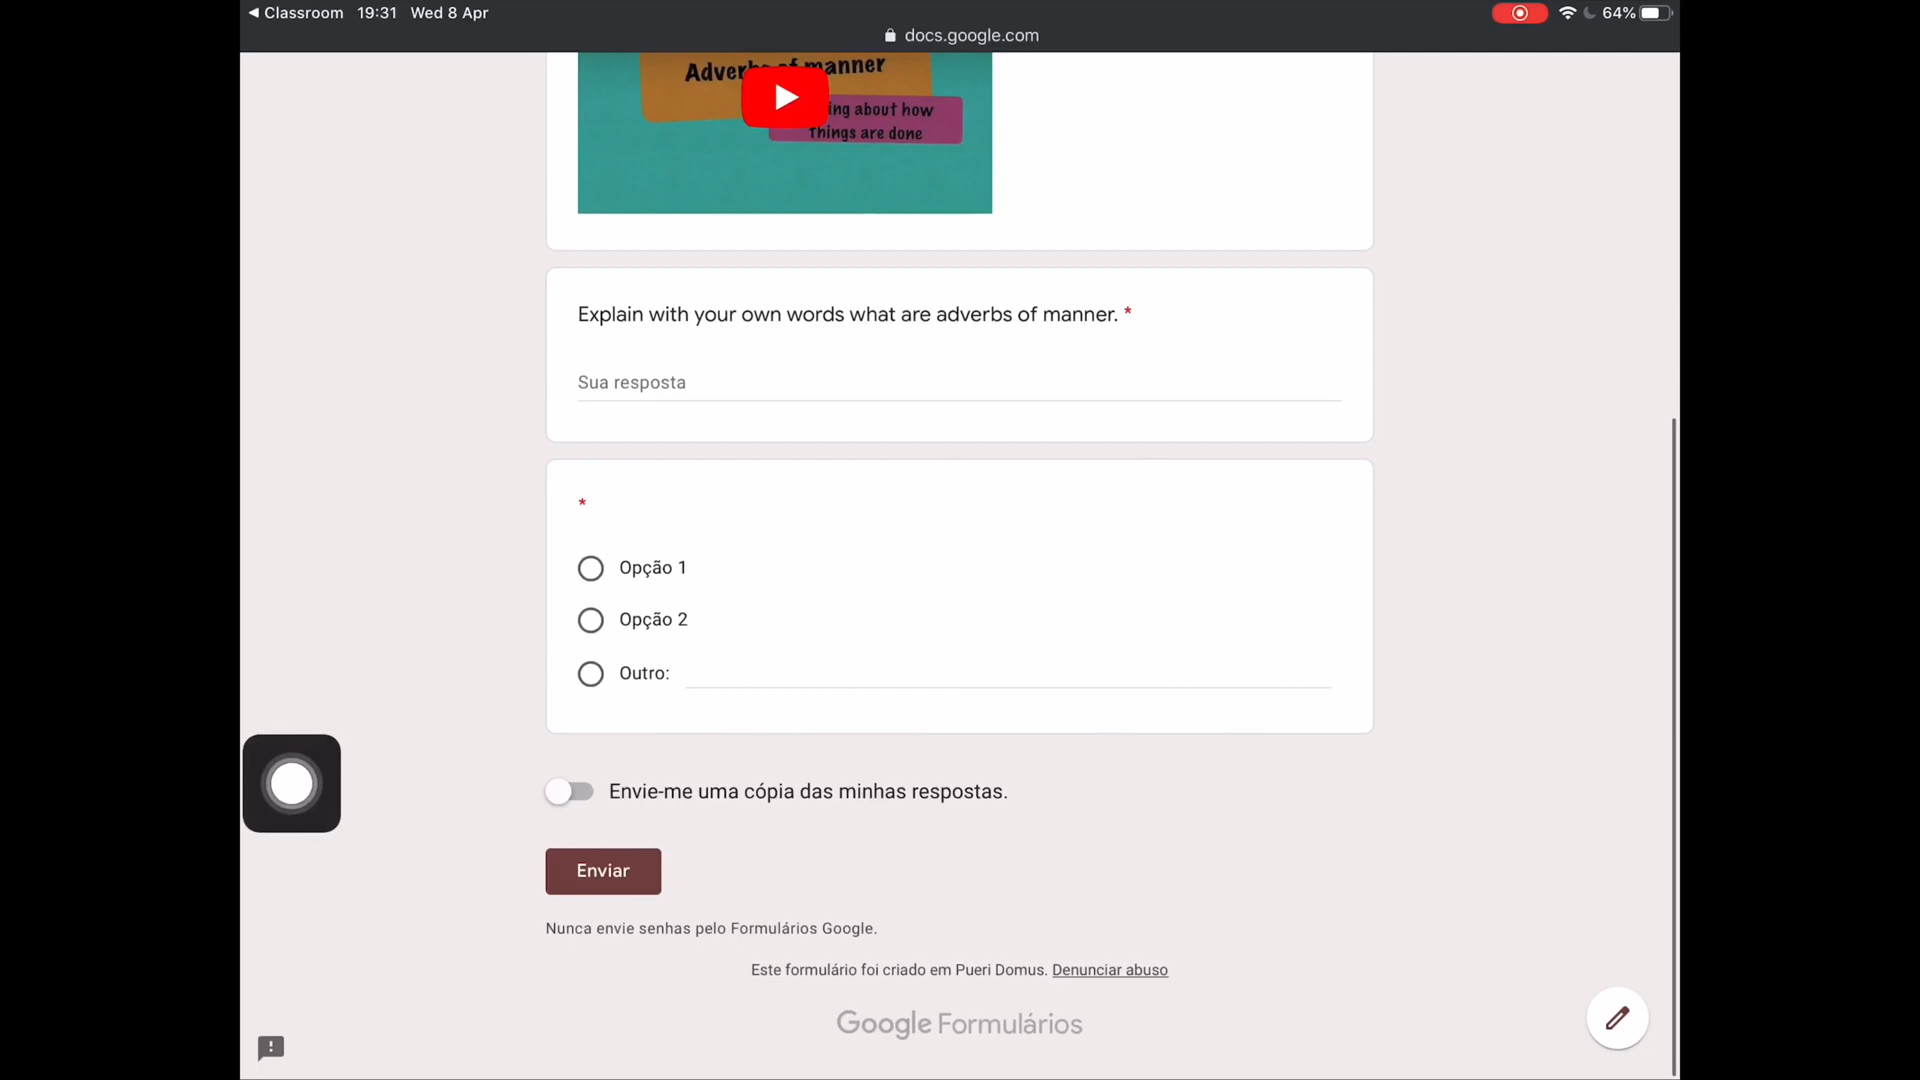 Classroom 19:31 Wed 8 Apr
64%
docs.google.com
Adverbs of manner
ing about how
things are done
Explain with your own words what are adverbs of manner. *
Sua resposta
*
Opção 1
Opção 2
Outro:
Envie-me uma cópia das minhas respostas.
Enviar
Nunca envie senhas pelo Formulários Google.
Este formulário foi criado em Pueri Domus. Denunciar abuso
Google Formulários